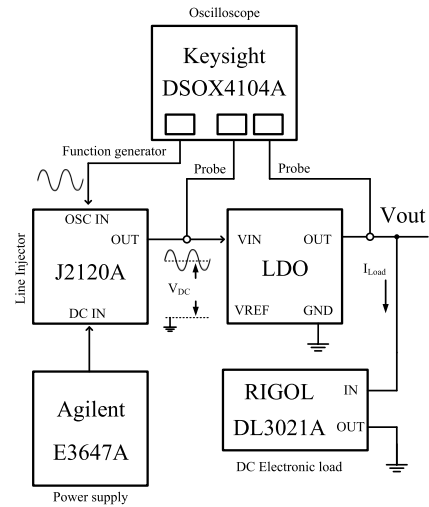 Oscilloscope
Keysight
DSOX4104A
Function generator
Probe
Probe
Vout
OSC IN
OUT
J2120A
DC IN
Line Injector
VDC
VIN
OUT
LDO
VREF
GND
ILoad
Agilent
E3647A
Power supply
RIGOL
IN
DL3021A
OUT
DC Electronic load